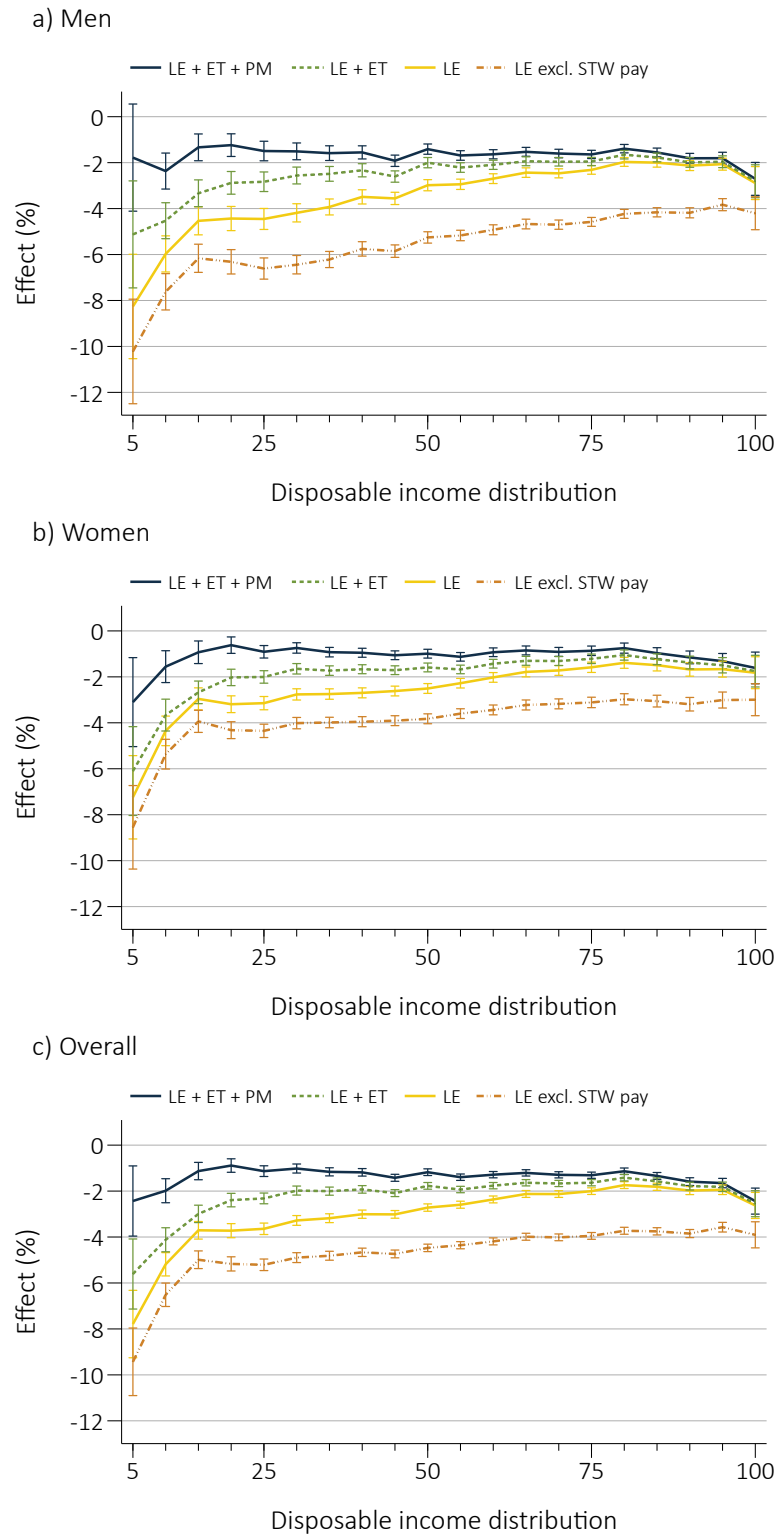 a) Men
LE + ET + PM LE + ET LE LE excl. STW pay
0
-2
-4
-6
-8
-10
-12
Effect (%)
5 25 50 75 100
Disposable income distribution
b) Women
LE + ET + PM LE + ET LE LE excl. STW pay
0
-2
-4
-6
-8
-10
-12
Effect (%)
5 25 50 75 100
Disposable income distribution
c) Overall
LE + ET + PM LE + ET LE LE excl. STW pay
0
-2
-4
-6
-8
-10
-12
Effect (%)
5 25 50 75 100
Disposable income distribution